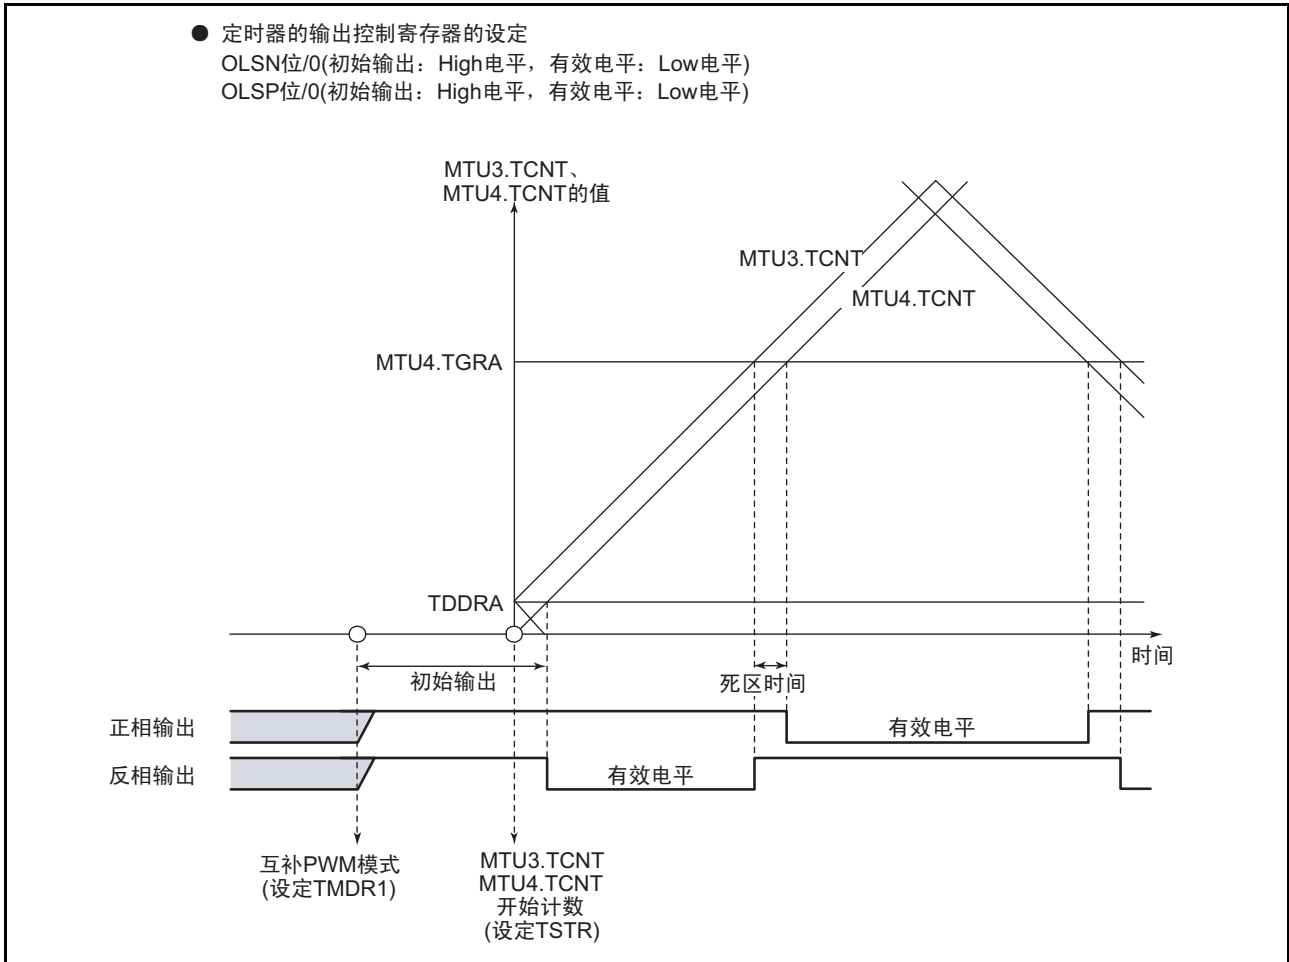 ● 定时器的输出控制寄存器的设定
OLSN位/0(初始输出：High电平，有效电平：Low电平)
OLSP位/0(初始输出：High电平，有效电平：Low电平)
MTU3.TCNT、
MTU4.TCNT的值
MTU3.TCNT
MTU4.TCNT
MTU4.TGRA
TDDRA
时间
初始输出
死区时间
正相输出
有效电平
反相输出
有效电平
互补PWM模式
(设定TMDR1)
MTU3.TCNT
MTU4.TCNT
开始计数
(设定TSTR)